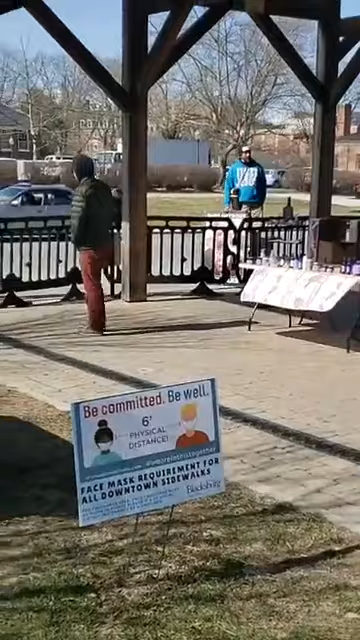 Be committed. Be well.
6'
PHYSICAL
DISTANCE!
FACE MASK REQUIREMENT FOR
ALL DOWNTOWN SIDEWALKS
Blacksburg